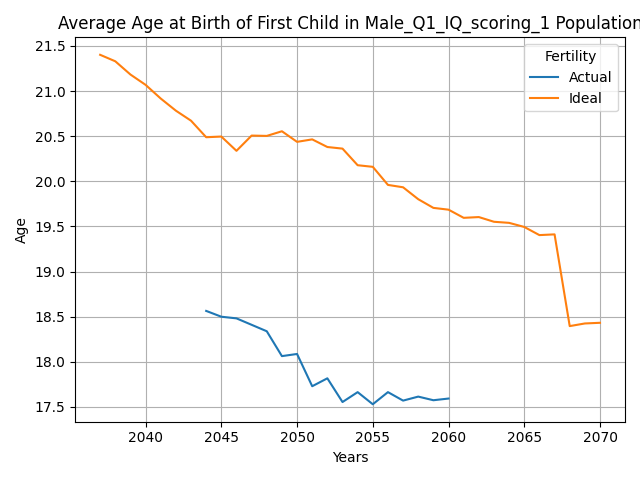 Average Age at Birth of First Child in Male_Q1_IQ_scoring_1 Population
Fertility
Actual
Ideal
21.5
21.0
20.5
20.0
19.5
19.0
18.5
18.0
17.5
Age
2040 2045 2050 2055 2060 2065 2070
Years